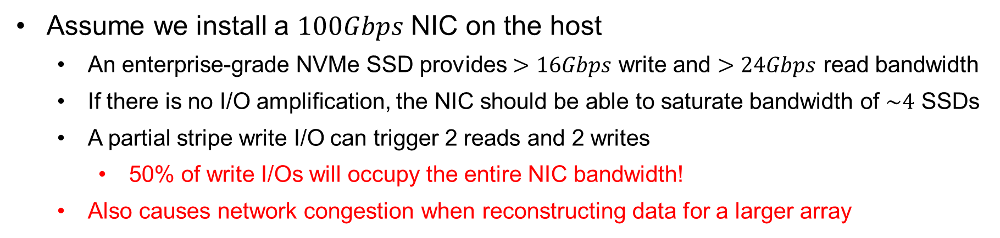 • Assume we install a 100Gbps NIC on the host
• An enterprise-grade NVMe SSD provides > 16Gbps write and > 24Gbps read bandwidth
• If there is no I/O amplification, the NIC should be able to saturate bandwidth of ~4 SSDs
• A partial stripe write I/O can trigger 2 reads and 2 writes
• 50% of write I/Os will occupy the entire NIC bandwidth!
• Also causes network congestion when reconstructing data for a larger array